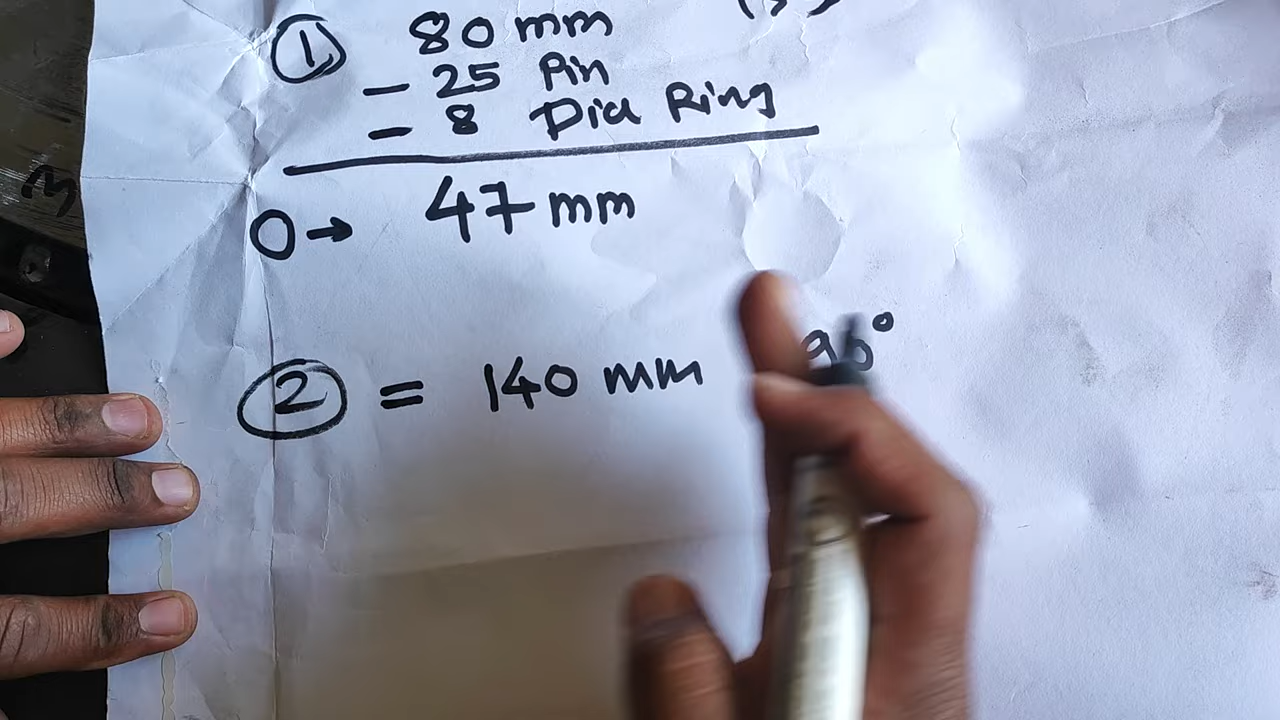 ① 80 mm
- 25 Pin
- 8 Dia Ring
0→ 47 mm
② = 140 mm